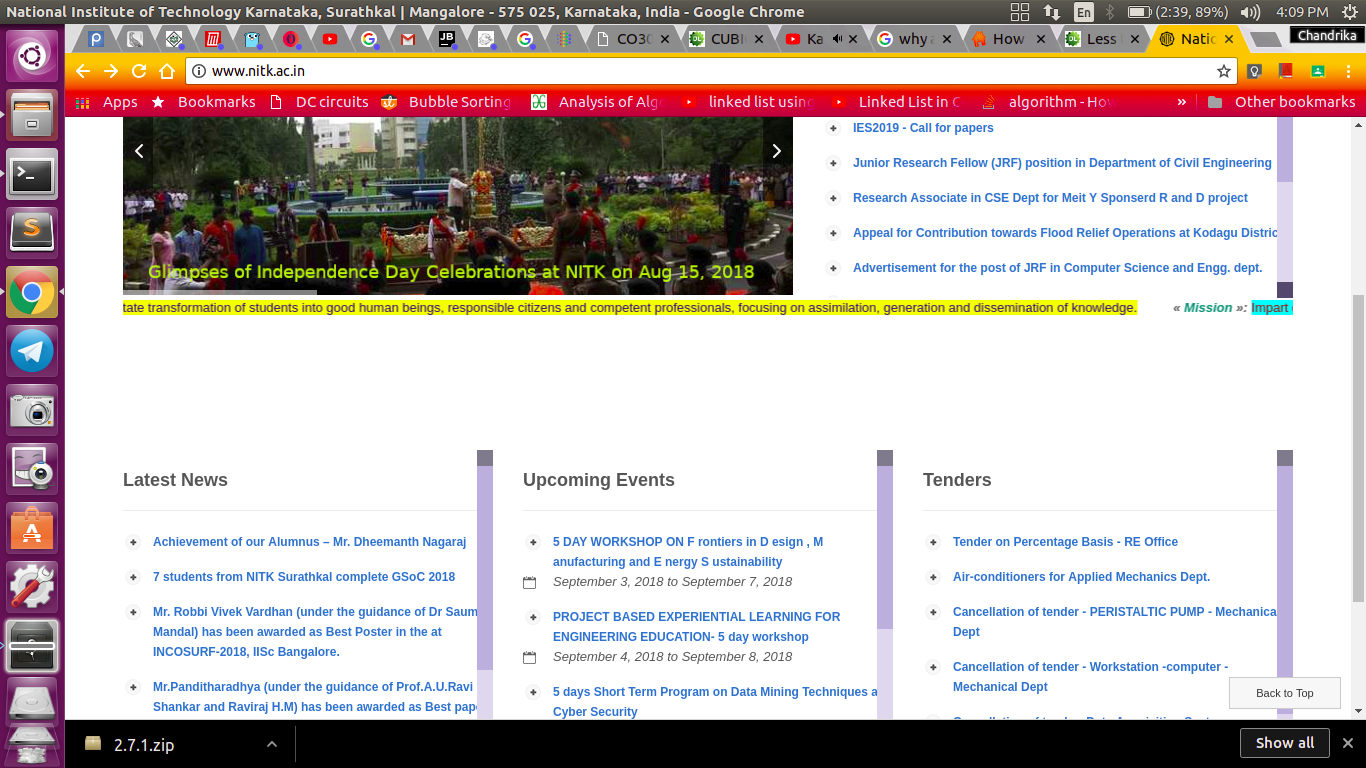 National Institute of Technology Karnataka, Surathkal | Mangalore - 575 025, Karnataka, India - Google Chrome
En
(2:39, 89%)
4:09 PM
CO30
CUBI
Ka
why a
How
Less
Natio
Chandrika
www.nitk.ac.in
Apps
Bookmarks
DC circuits
Bubble Sorting
Analysis of Algo
linked list using
Linked List in C
algorithm - How
»
Other bookmarks
Glimpses of Independence Day Celebrations at NITK on Aug 15, 2018
IES2019 - Call for papers
Junior Research Fellow (JRF) position in Department of Civil Engineering
Research Associate in CSE Dept for Meit Y Sponserd R and D project
Appeal for Contribution towards Flood Relief Operations at Kodagu Distric
Advertisement for the post of JRF in Computer Science and Engg. dept.
tate transformation of students into good human beings, responsible citizens and competent professionals, focusing on assimilation, generation and dissemination of knowledge. « Mission »: Impart
Latest News
Achievement of our Alumnus – Mr. Dheemanth Nagaraj
7 students from NITK Surathkal complete GSoC 2018
Mr. Robbi Vivek Vardhan (under the guidance of Dr Saum
Mandal) has been awarded as Best Poster in the at
INCOSURF-2018, IISc Bangalore.
Mr.Panditharadhya (under the guidance of Prof.A.U.Ravi
Shankar and Raviraj H.M) has been awarded as Best pape
Upcoming Events
5 DAY WORKSHOP ON F rontiers in D esign , M
anufacturing and E nergy S ustainability
September 3, 2018 to September 7, 2018
PROJECT BASED EXPERIENTIAL LEARNING FOR
ENGINEERING EDUCATION- 5 day workshop
September 4, 2018 to September 8, 2018
5 days Short Term Program on Data Mining Techniques a
Cyber Security
Tenders
Tender on Percentage Basis - RE Office
Air-conditioners for Applied Mechanics Dept.
Cancellation of tender - PERISTALTIC PUMP - Mechanica
Dept
Cancellation of tender - Workstation -computer -
Mechanical Dept
Back to Top
2.7.1.zip
Show all